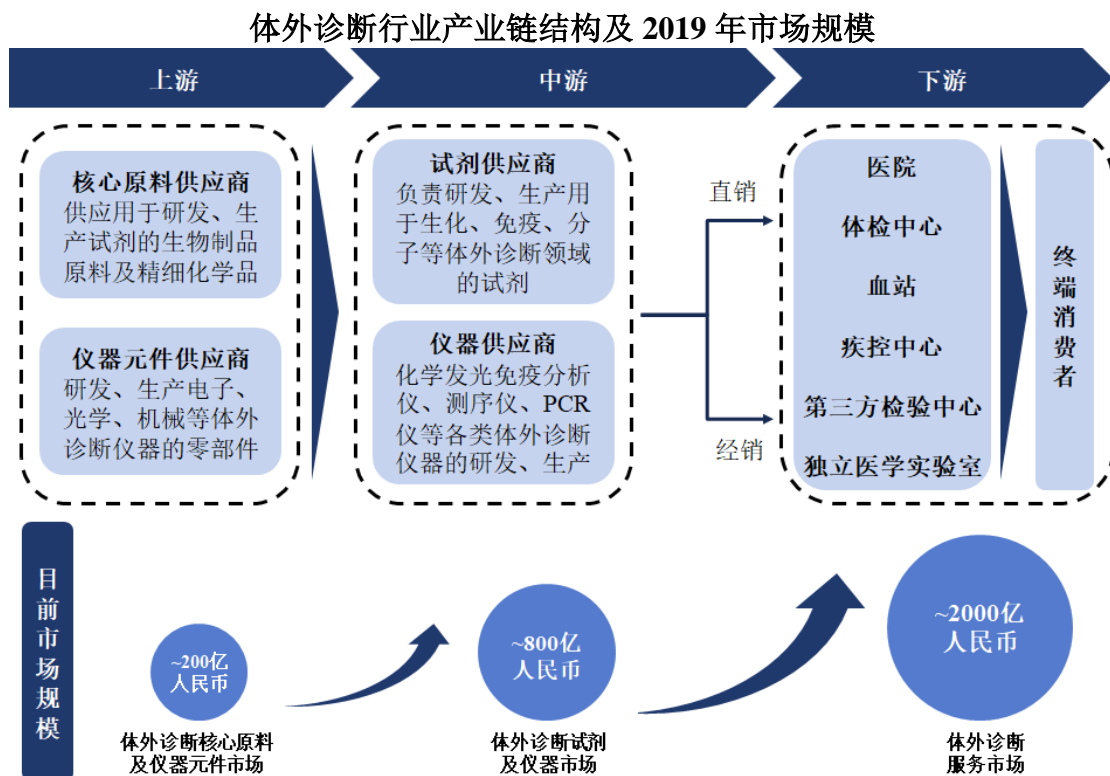 体外诊断行业产业链结构及 2019 年市场规模
上游
中游
下游
核心原料供应商
供应用于研发、生
产试剂的生物制品
原料及精细化学品
仪器元件供应商
研发、生产电子、
光学、机械等体外
诊断仪器的零部件
试剂供应商
负责研发、生产用
于生化、免疫、分
子等体外诊断领域
的试剂
仪器供应商
化学发光免疫分析
仪、测序仪、PCR
仪等各类体外诊断
仪器的研发、生产
直销
经销
医院
体检中心
血站
疾控中心
第三方检验中心
独立医学实验室
终端消费者
目前市场规模
~200亿
人民币
体外诊断核心原料
及仪器元件市场
~800亿
人民币
体外诊断试剂
及仪器市场
~2000亿
人民币
体外诊断
服务市场